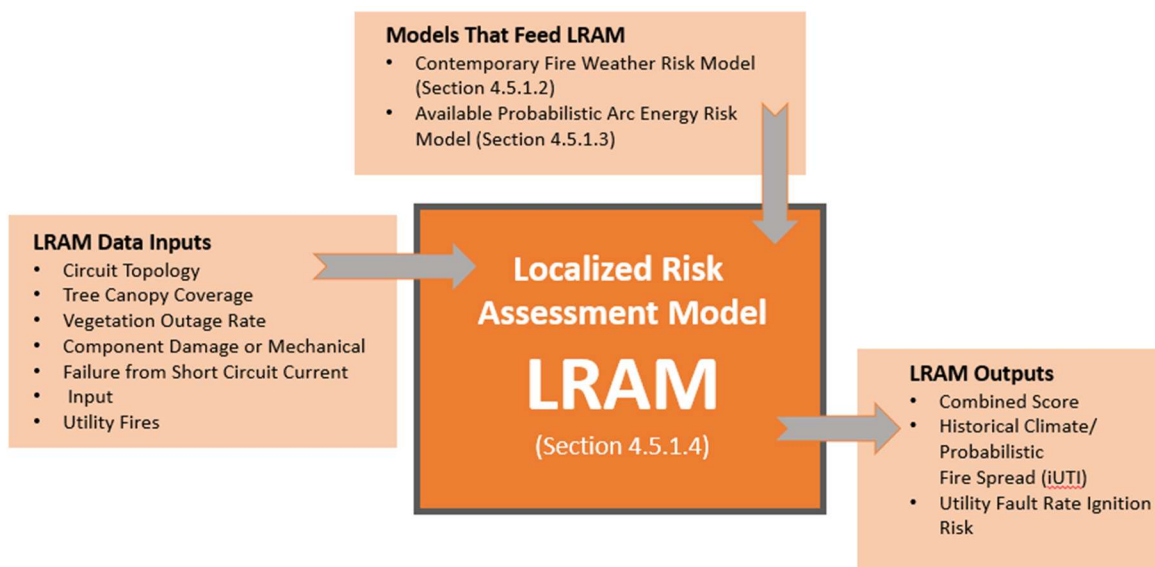 Models That Feed LRAM
• Contemporary Fire Weather Risk Model
(Section 4.5.1.2)
• Available Probabilistic Arc Energy Risk
Model (Section 4.5.1.3)
LRAM Data Inputs
• Circuit Topology
• Tree Canopy Coverage
• Vegetation Outage Rate
• Component Damage or Mechanical
• Failure from Short Circuit Current
• Input
• Utility Fires
Localized Risk
Assessment Model
LRAM
(Section 4.5.1.4)
LRAM Outputs
• Combined Score
• Historical Climate/
Probabilistic
Fire Spread (iUTI)
• Utility Fault Rate Ignition
Risk